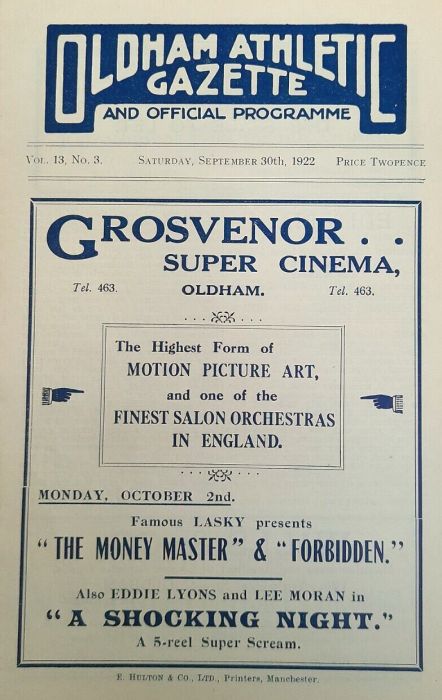 OLDHAM ATHLETIC
GAZETTE
AND OFFICIAL PROGRAMME
VOL. 13, NO. 3. SATURDAY, SEPTEMBER 30th, 1922 PRICE TWOPENCE
GROSVENOR . .
SUPER CINEMA,
Tel. 463. OLDHAM. Tel. 463.
The Highest Form of
MOTION PICTURE ART,
and one of the
FINEST SALON ORCHESTRAS
IN ENGLAND.
MONDAY, OCTOBER 2nd.
Famous LASKY presents
"THE MONEY MASTER" & "FORBIDDEN."
Also EDDIE LYONS and LEE MORAN in
"A SHOCKING NIGHT."
A 5-reel Super Scream.
E. HULTON & CO., LTD., Printers, Manchester.